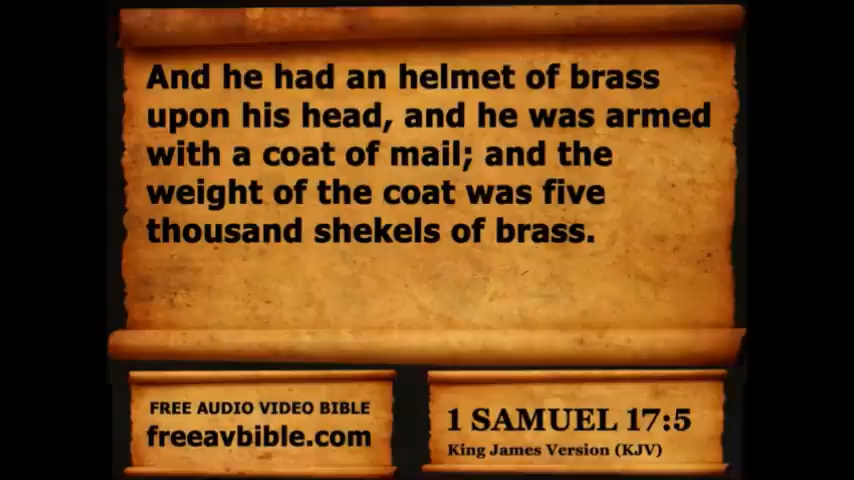 And he had an helmet of brass
upon his head, and he was armed
with a coat of mail; and the
weight of the coat was five
thousand shekels of brass.
FREE AUDIO VIDEO BIBLE
freeavbible.com
1 SAMUEL 17:5
King James Version (KJV)